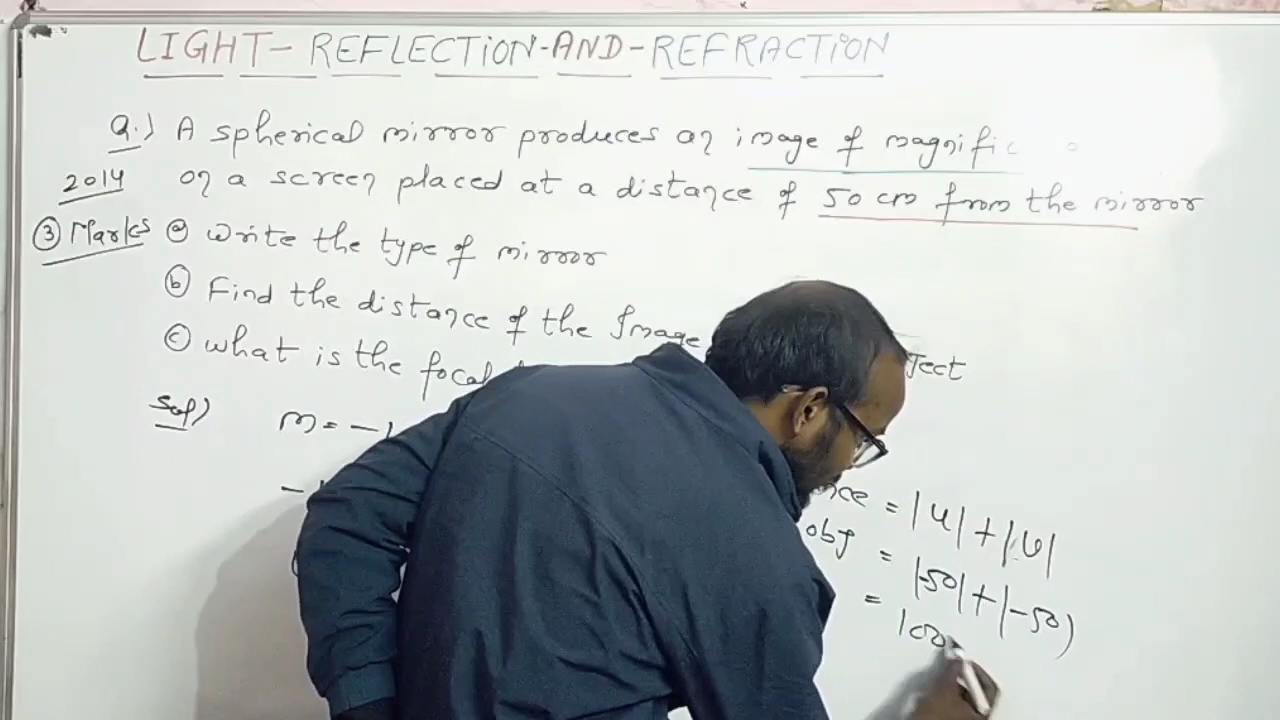 LIGHT- REFLECTION-AND-REFRACTION
Q.) A spherical mirror produces an image of magnific
2014 on a screen placed at a distance of 50 cm from the mirror
③ Marks ⓐ write the type of mirror
ⓑ Find the distance of the Image
ject
ⓒ what is the focal
Sol)
m = -1
= |u| + |v|
obj = |-50| + |-50)
= 100